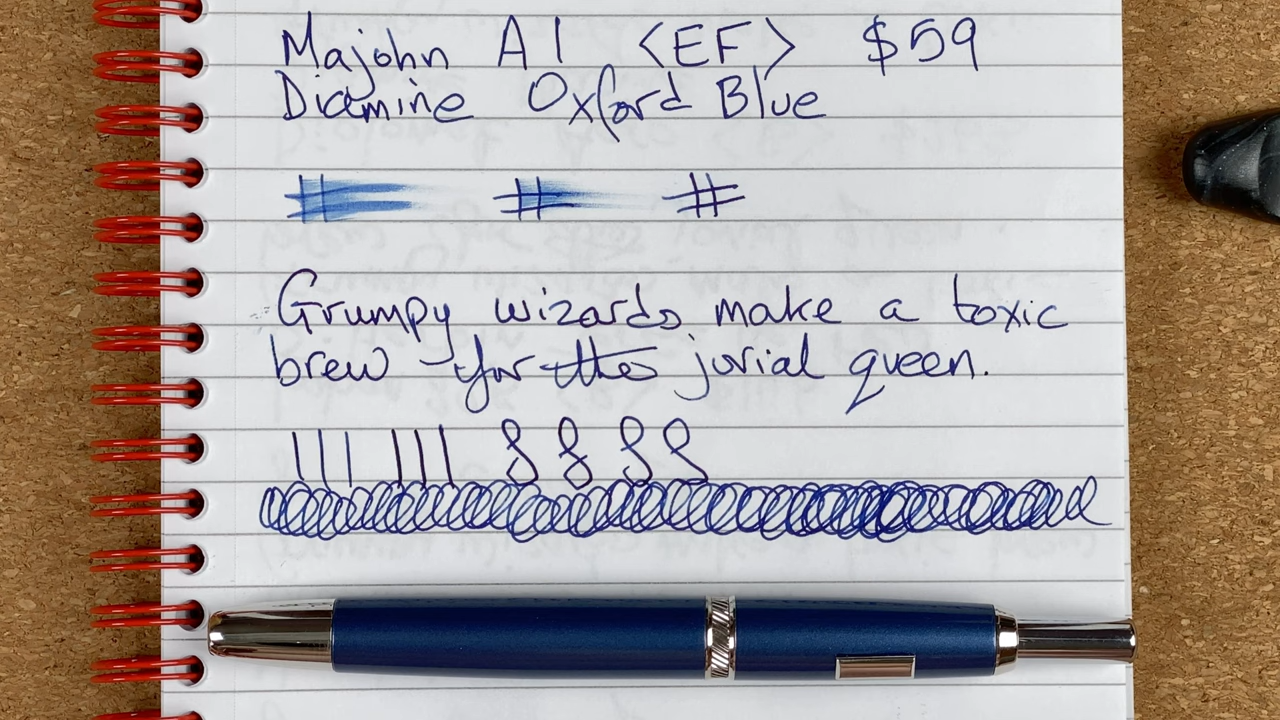 Majohn A1 <EF> $59
Diamine Oxford Blue
# # #
Grumpy wizards make a toxic
brew for the jovial queen.